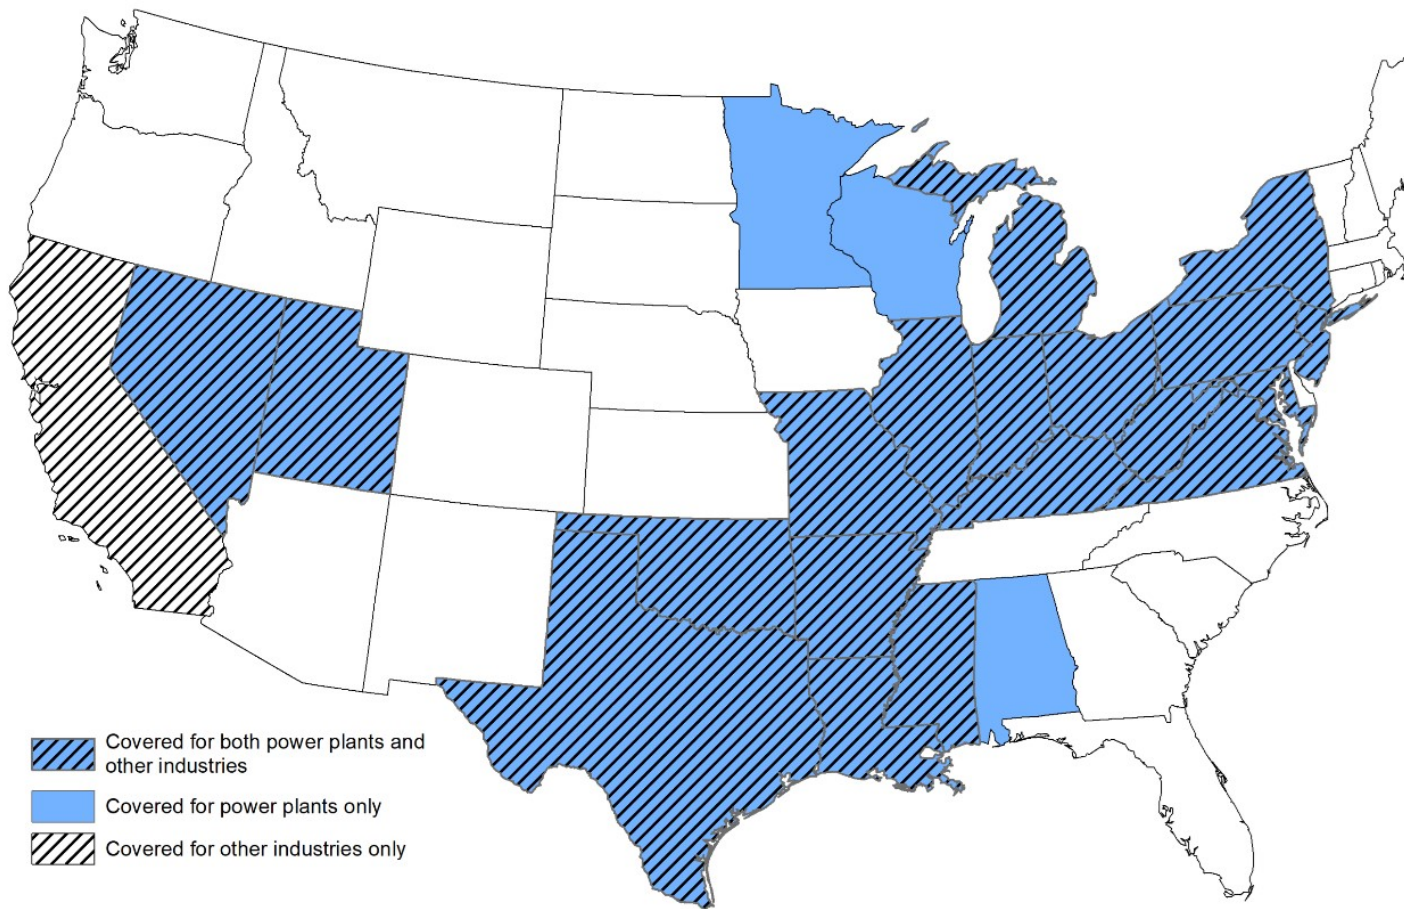 Covered for both power plants and
other industries
Covered for power plants only
Covered for other industries only